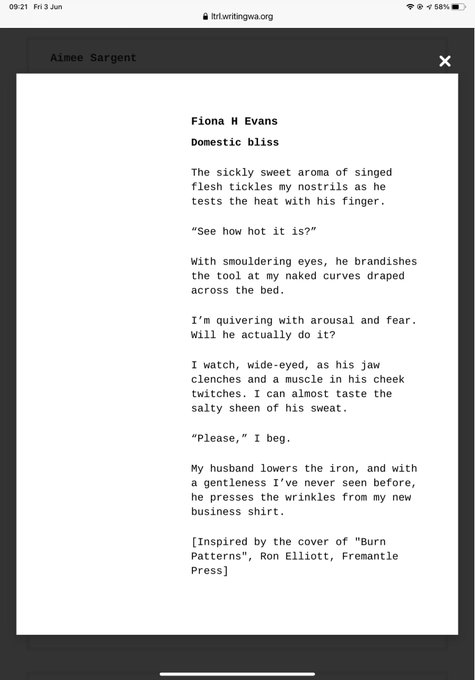 09:21 Fri 3 Jun
58%
ltrl.writingwa.org
Aimee Sargent
Fiona H Evans
Domestic bliss
The sickly sweet aroma of singed
flesh tickles my nostrils as he
tests the heat with his finger.
“See how hot it is?”
With smouldering eyes, he brandishes
the tool at my naked curves draped
across the bed.
I’m quivering with arousal and fear.
Will he actually do it?
I watch, wide-eyed, as his jaw
clenches and a muscle in his cheek
twitches. I can almost taste the
salty sheen of his sweat.
“Please,” I beg.
My husband lowers the iron, and with
a gentleness I’ve never seen before,
he presses the wrinkles from my new
business shirt.
[Inspired by the cover of "Burn
Patterns", Ron Elliott, Fremantle
Press]